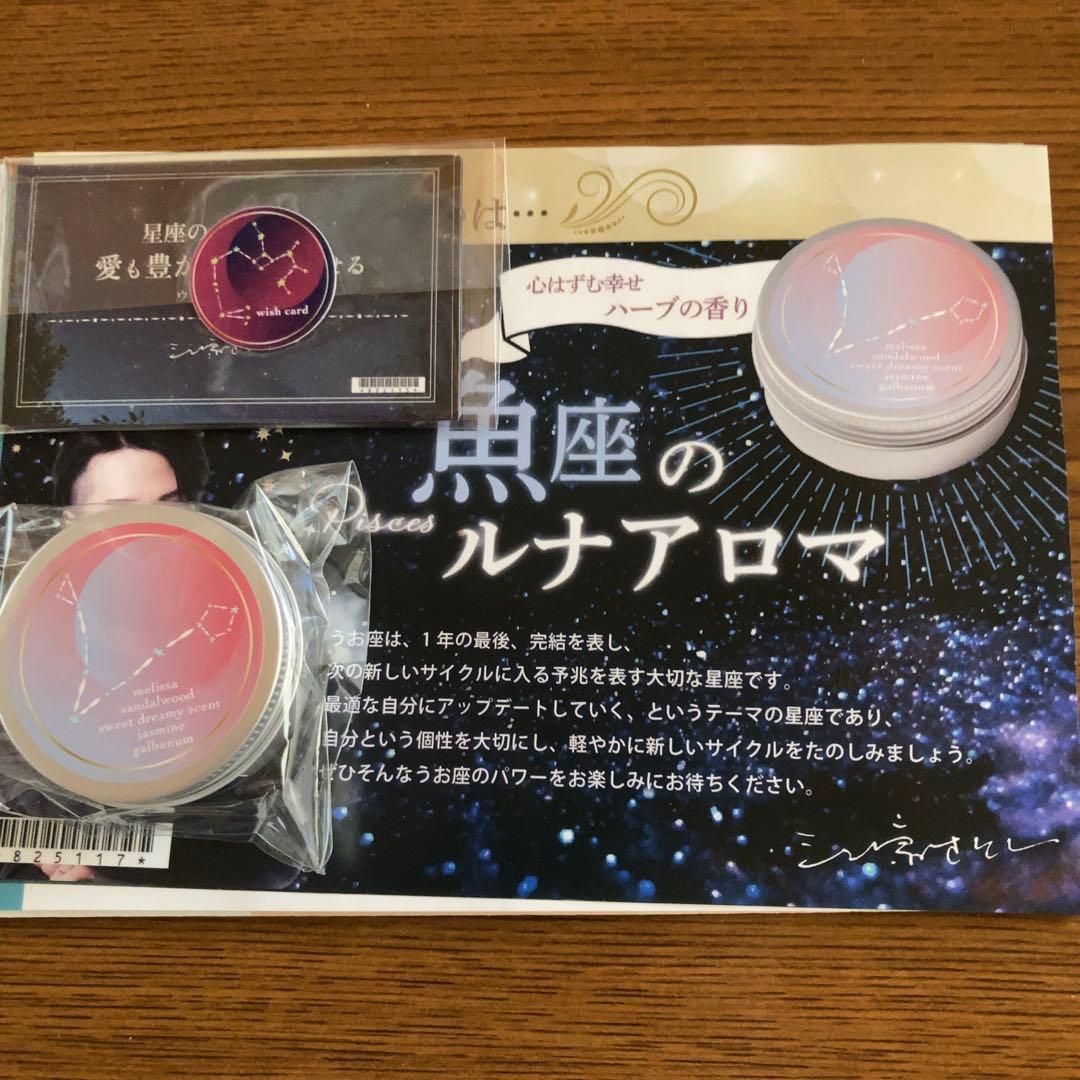 星座の
愛も豊か
る
wish card
は…
心はずむ幸せ
ハーブの香り
melissa
sandalwood
sweet dreamy scent
jasmine
galbanum
魚座の
Pisces
ルナアロマ
うお座は、1年の最後、完結を表し、
次の新しいサイクルに入る予兆を表す大切な星座です。
最適な自分にアップデートしていく、というテーマの星座であり、
自分という個性を大切にし、軽やかに新しいサイクルをたのしみましょう。
ぜひそんなうお座のパワーをお楽しみにお待ちください。
melissa
sandalwood
sweet dreamy scent
jasmine
galbanum
825117*